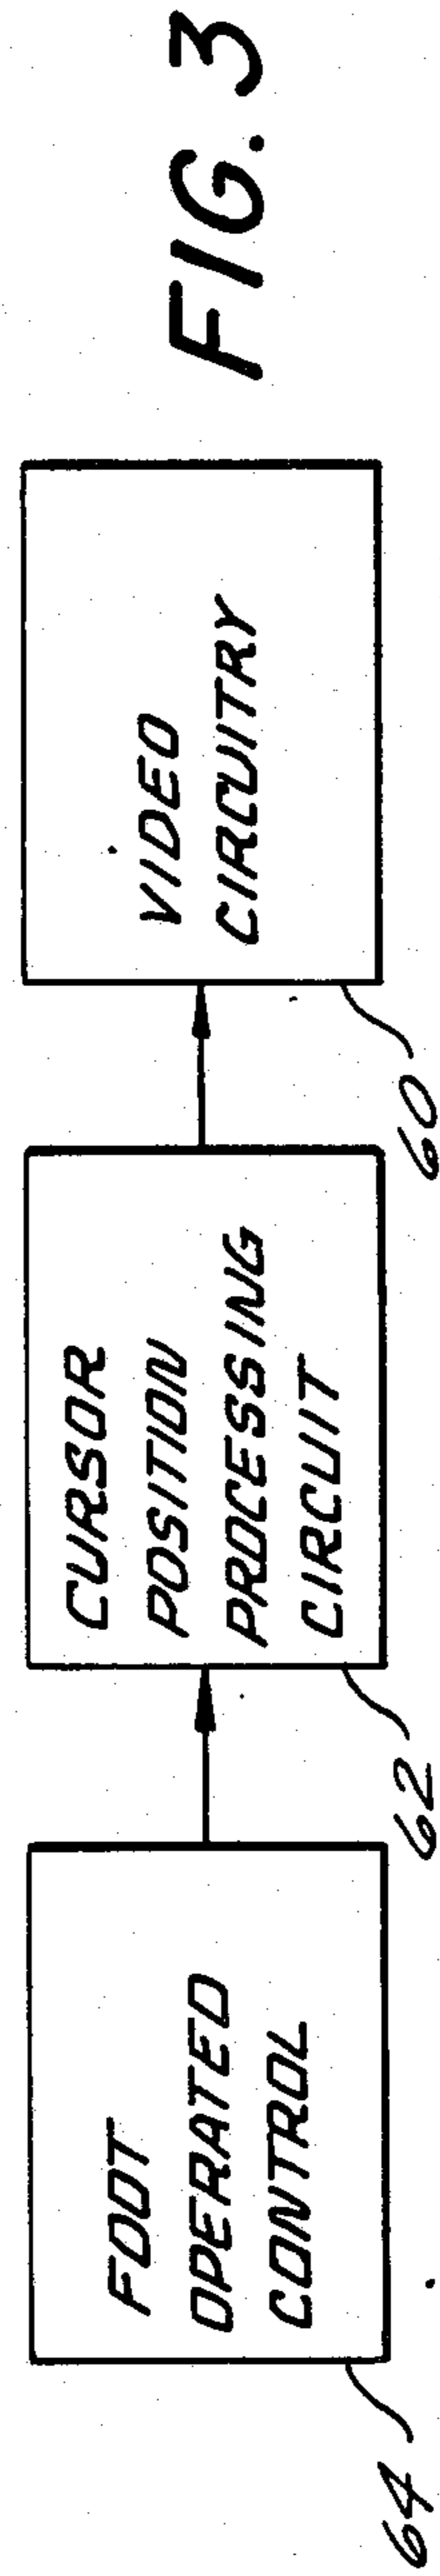 FOOT
OPERATED
CONTROL
64
CURSOR
POSITION
PROCESSING
CIRCUIT
62
VIDEO
CIRCUITRY
60
FIG. 3